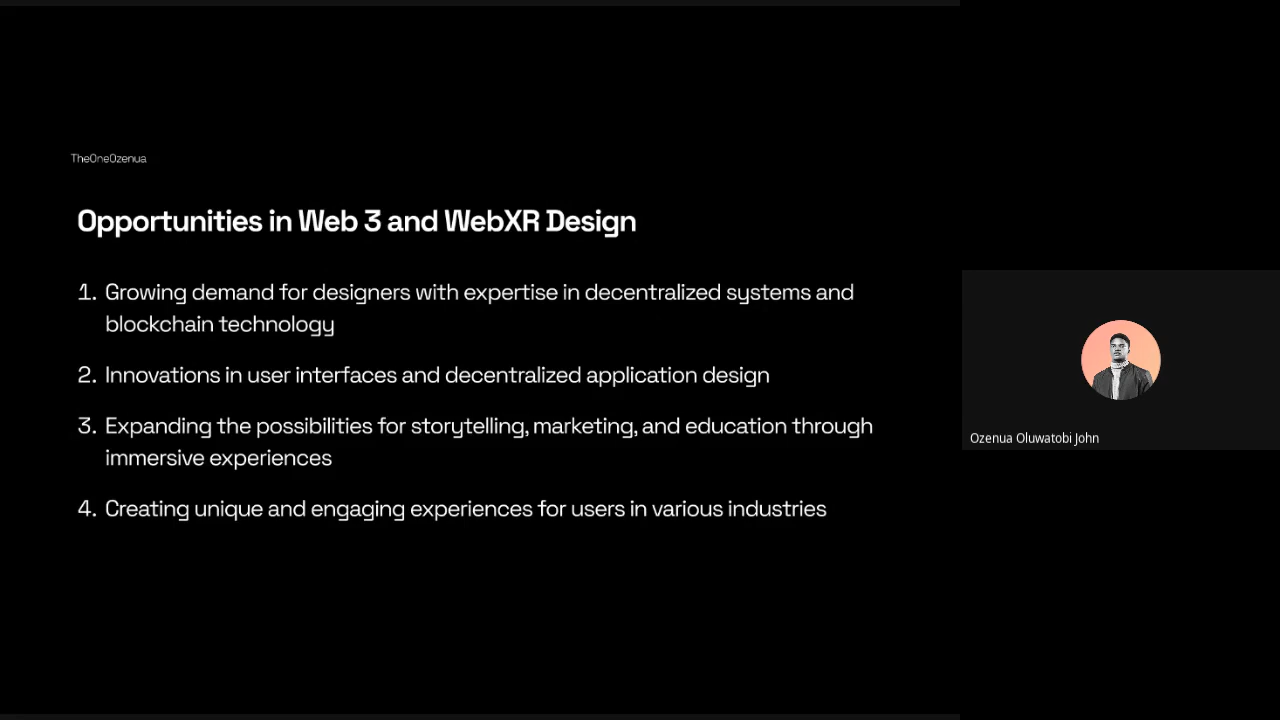 TheOneOzenua
Opportunities in Web 3 and WebXR Design
1. Growing demand for designers with expertise in decentralized systems and
blockchain technology
2. Innovations in user interfaces and decentralized application design
3. Expanding the possibilities for storytelling, marketing, and education through
immersive experiences
4. Creating unique and engaging experiences for users in various industries
Ozenua Oluwatobi John